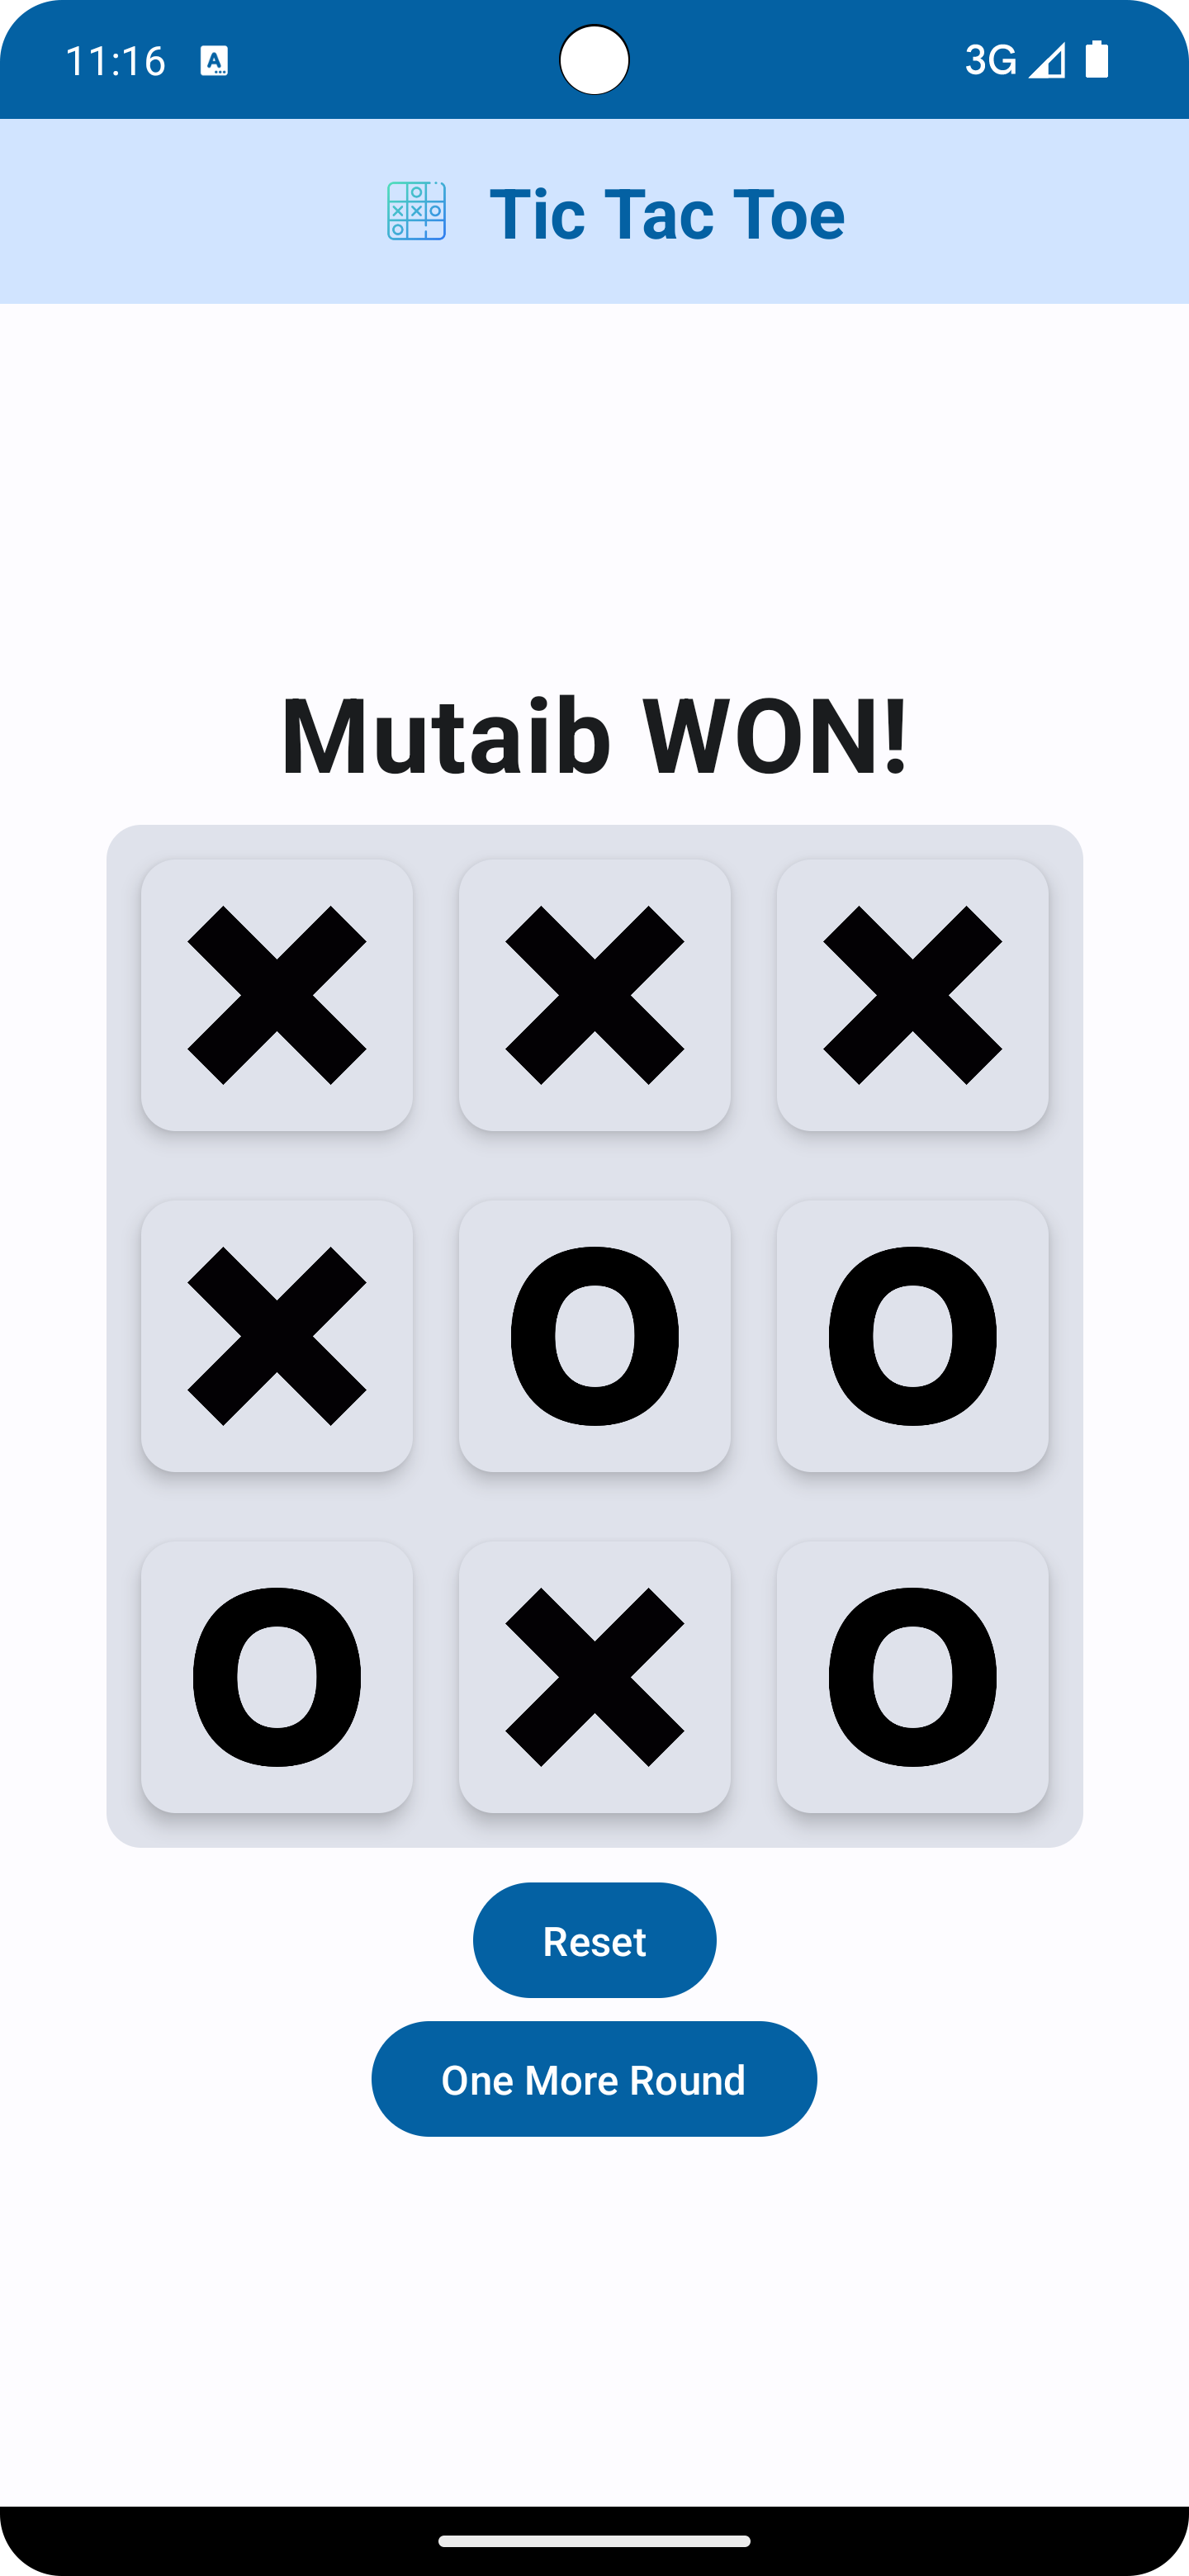 11:16 3G
Tic Tac Toe
Mutaib WON!
X X X
X O O
O X O
Reset
One More Round